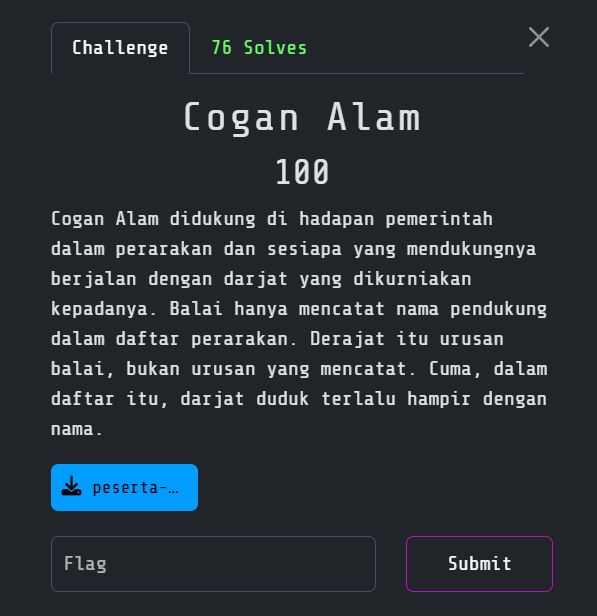 Challenge
76 Solves
Cogan Alam
100
Cogan Alam didukung di hadapan pemerintah
dalam perarakan dan sesiapa yang mendukungnya
berjalan dengan darjat yang dikurniakan
kepadanya. Balai hanya mencatat nama pendukung
dalam daftar perarakan. Derajat itu urusan
balai, bukan urusan yang mencatat. Cuma, dalam
daftar itu, darjat duduk terlalu hampir dengan
nama.
peserta-…
Flag
Submit